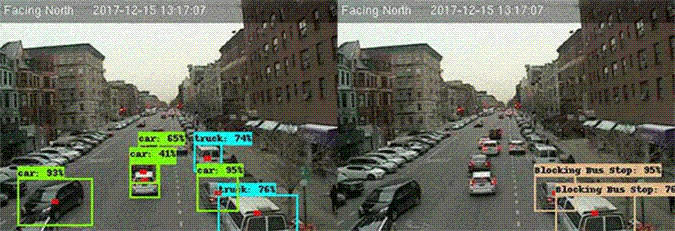 Facing North 2017-12-15 13:17:07
Facing North 2017-12-15 13:17:07
car: 65%
truck: 74%
car: 41%
car: 93%
car: 95%
truck: 76%
Blocking Bus Stop: 95%
Blocking Bus Stop: 76